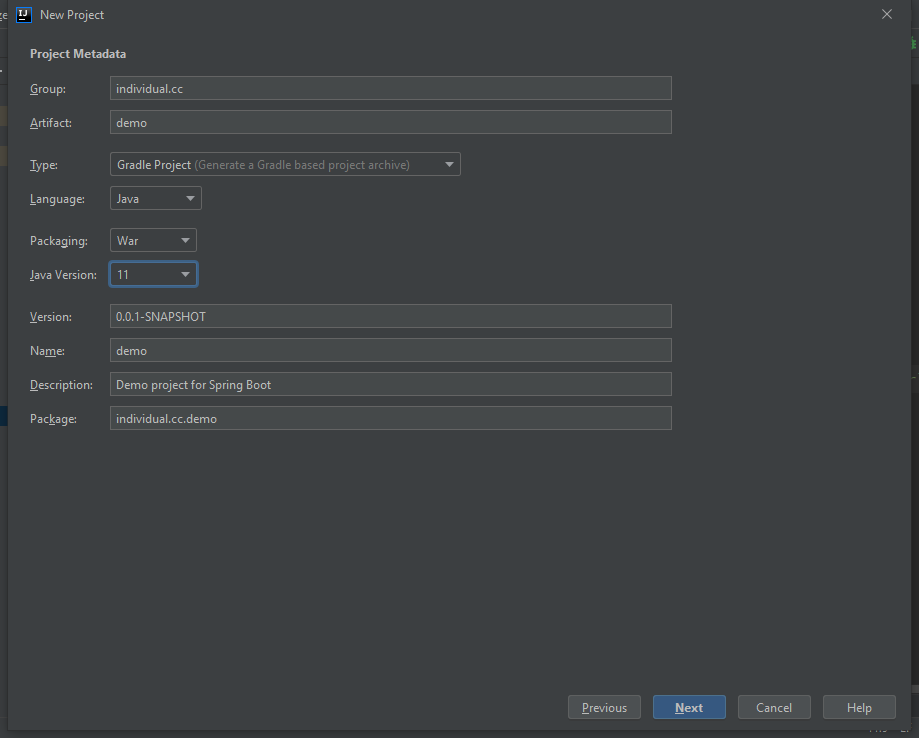 New Project
Project Metadata
Group: individual.cc
Artifact: demo
Type: Gradle Project (Generate a Gradle based project archive)
Language: Java
Packaging: War
Java Version: 11
Version: 0.0.1-SNAPSHOT
Name: demo
Description: Demo project for Spring Boot
Package: individual.cc.demo
Previous Next Cancel Help